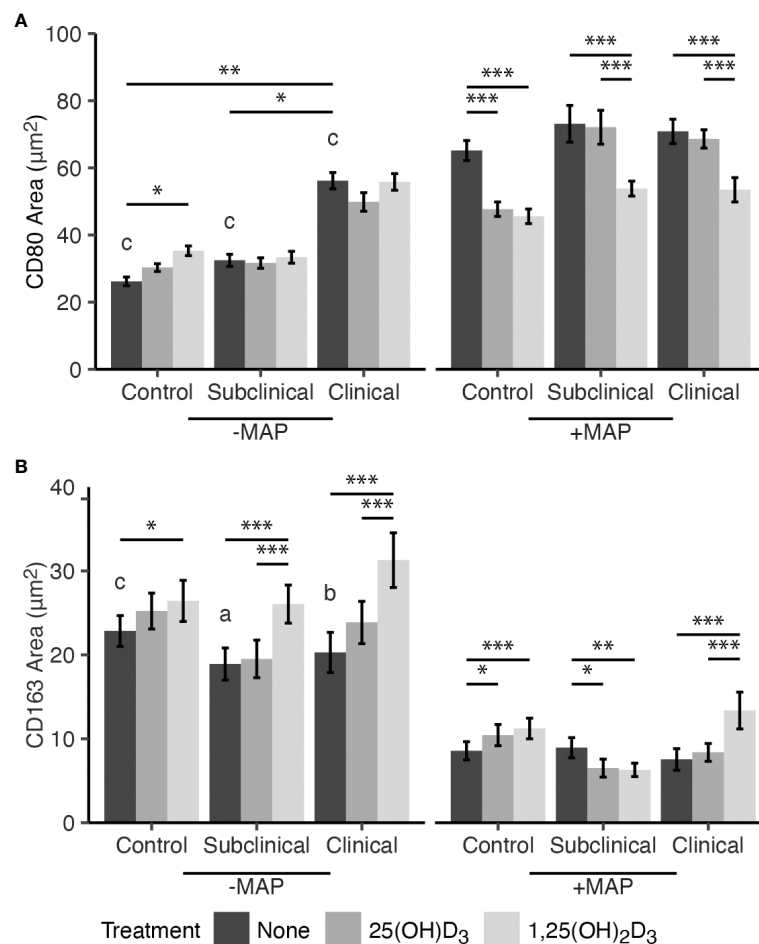 A
CD80 Area (µm²)
100
80
60
40
20
0
** *** ***
*** *** ***
*
*
c c c
Control Subclinical Clinical Control Subclinical Clinical
-MAP +MAP
B
CD163 Area (µm²)
40
30
20
10
0
* *** *** *** ***
c a b
*** ** ***
* * ***
Control Subclinical Clinical Control Subclinical Clinical
-MAP +MAP
Treatment None 25(OH)D₃ 1,25(OH)₂D₃